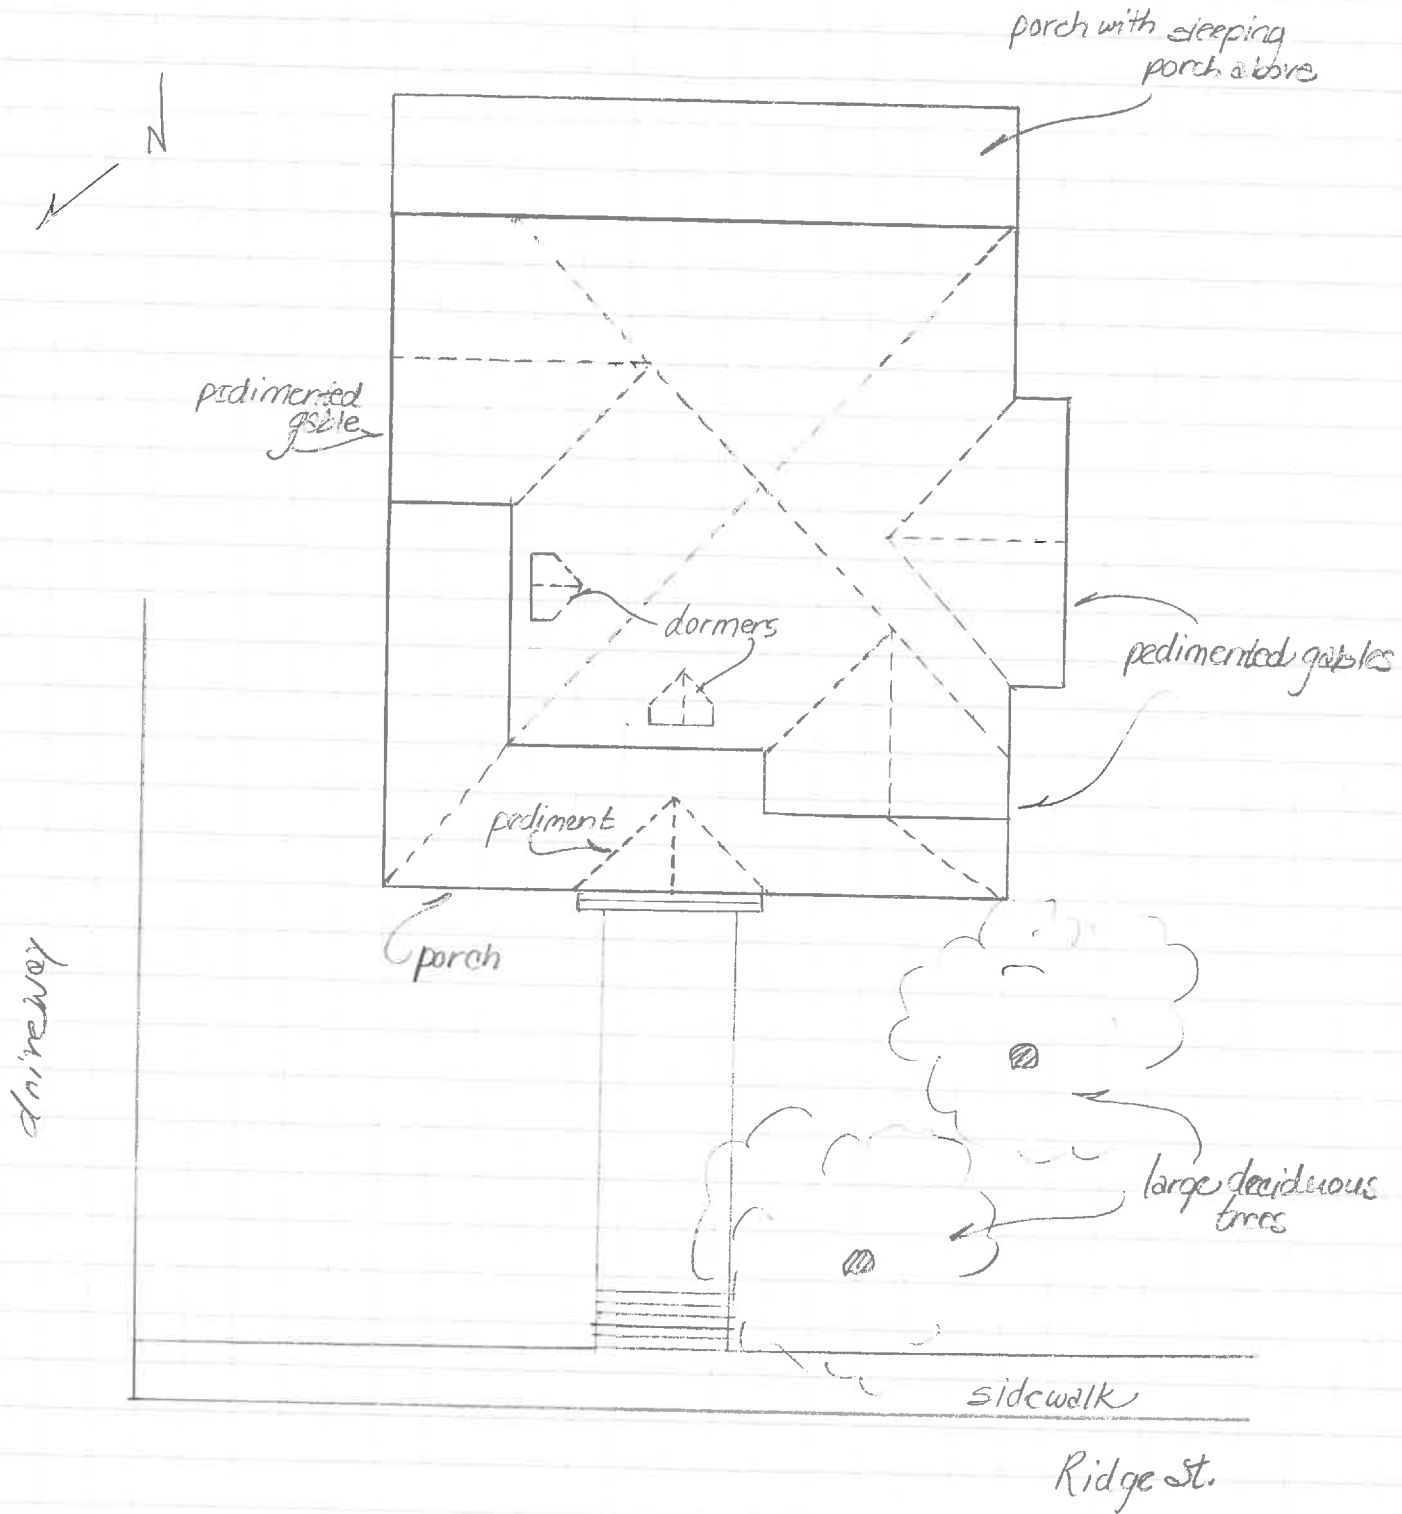 porch with sleeping
porch above
N
pedimented
gable
dormers
pedimented gables
pediment
porch
driveway
large deciduous
trees
sidewalk
Ridge St.